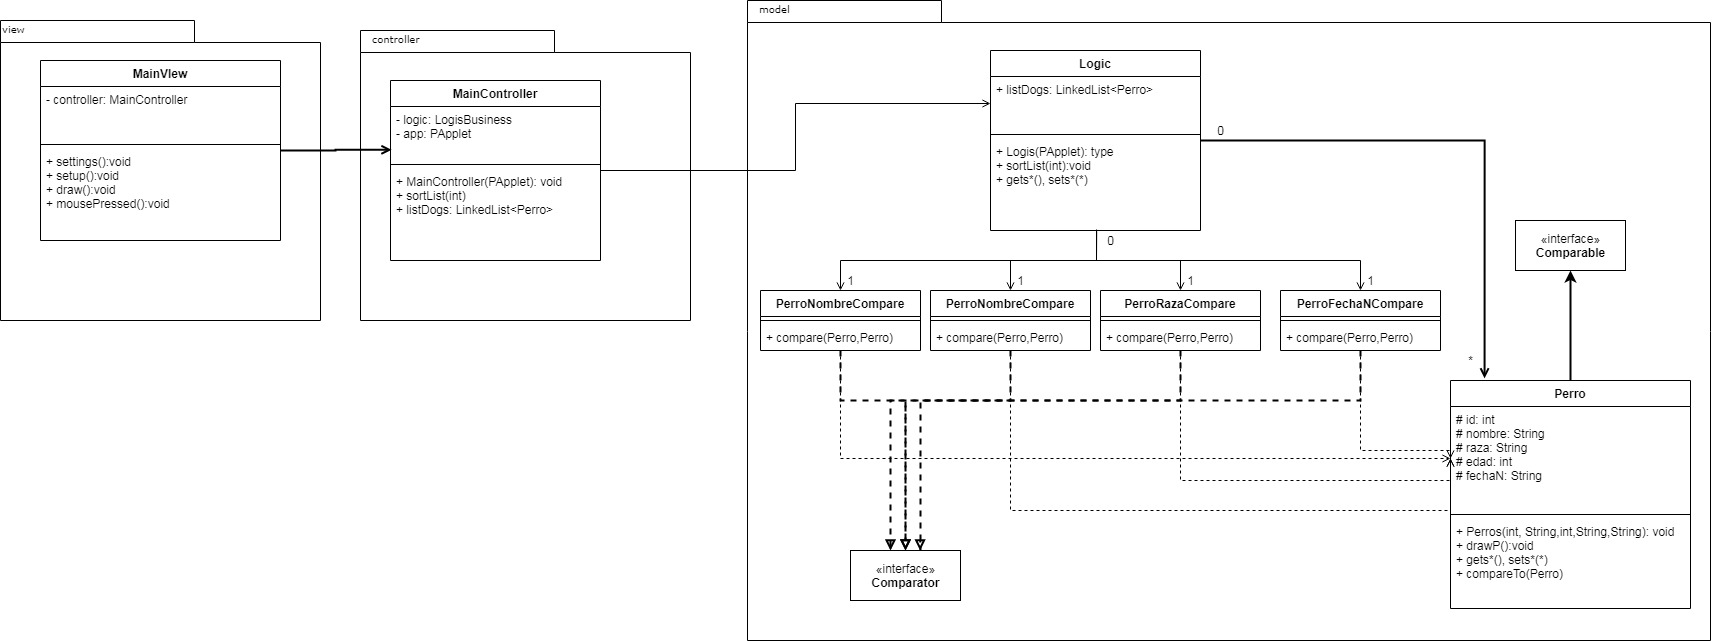 view
MainVIew
- controller: MainController
+ settings():void
+ setup():void
+ draw():void
+ mousePressed():void
controller
MainController
- logic: LogisBusiness
- app: PApplet
+ MainController(PApplet): void
+ sortList(int)
+ listDogs: LinkedList<Perro>
model
Logic
+ listDogs: LinkedList<Perro>
+ Logis(PApplet): type
+ sortList(int):void
+ gets*(), sets*(*)
0
0
1
1
1
1
PerroNombreCompare
+ compare(Perro,Perro)
PerroNombreCompare
+ compare(Perro,Perro)
PerroRazaCompare
+ compare(Perro,Perro)
PerroFechaNCompare
+ compare(Perro,Perro)
«interface»
Comparable
*
Perro
# id: int
# nombre: String
# raza: String
# edad: int
# fechaN: String
+ Perros(int, String,int,String,String): void
+ drawP():void
+ gets*(), sets*(*)
+ compareTo(Perro)
«interface»
Comparator